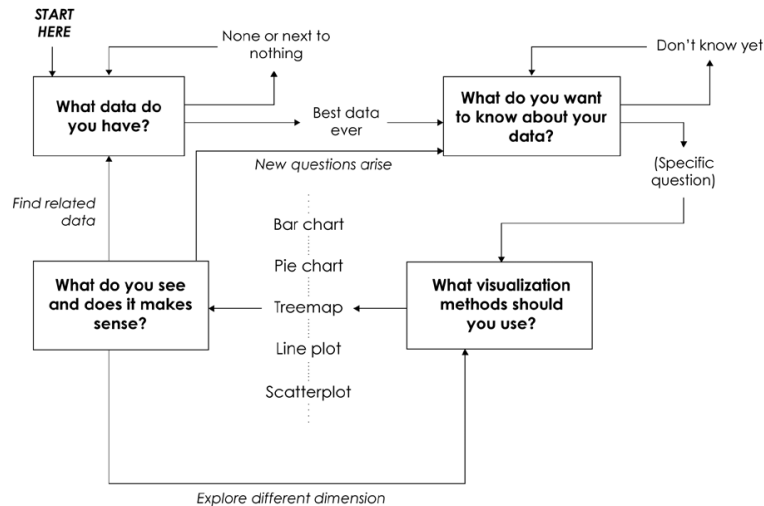 START
HERE
None or next to
nothing
Don't know yet
What data do
you have?
Best data
ever
What do you want
to know about your
data?
New questions arise
(Specific
question)
Find related
data
Bar chart
Pie chart
Treemap
Line plot
Scatterplot
What do you see
and does it makes
sense?
What visualization
methods should
you use?
Explore different dimension